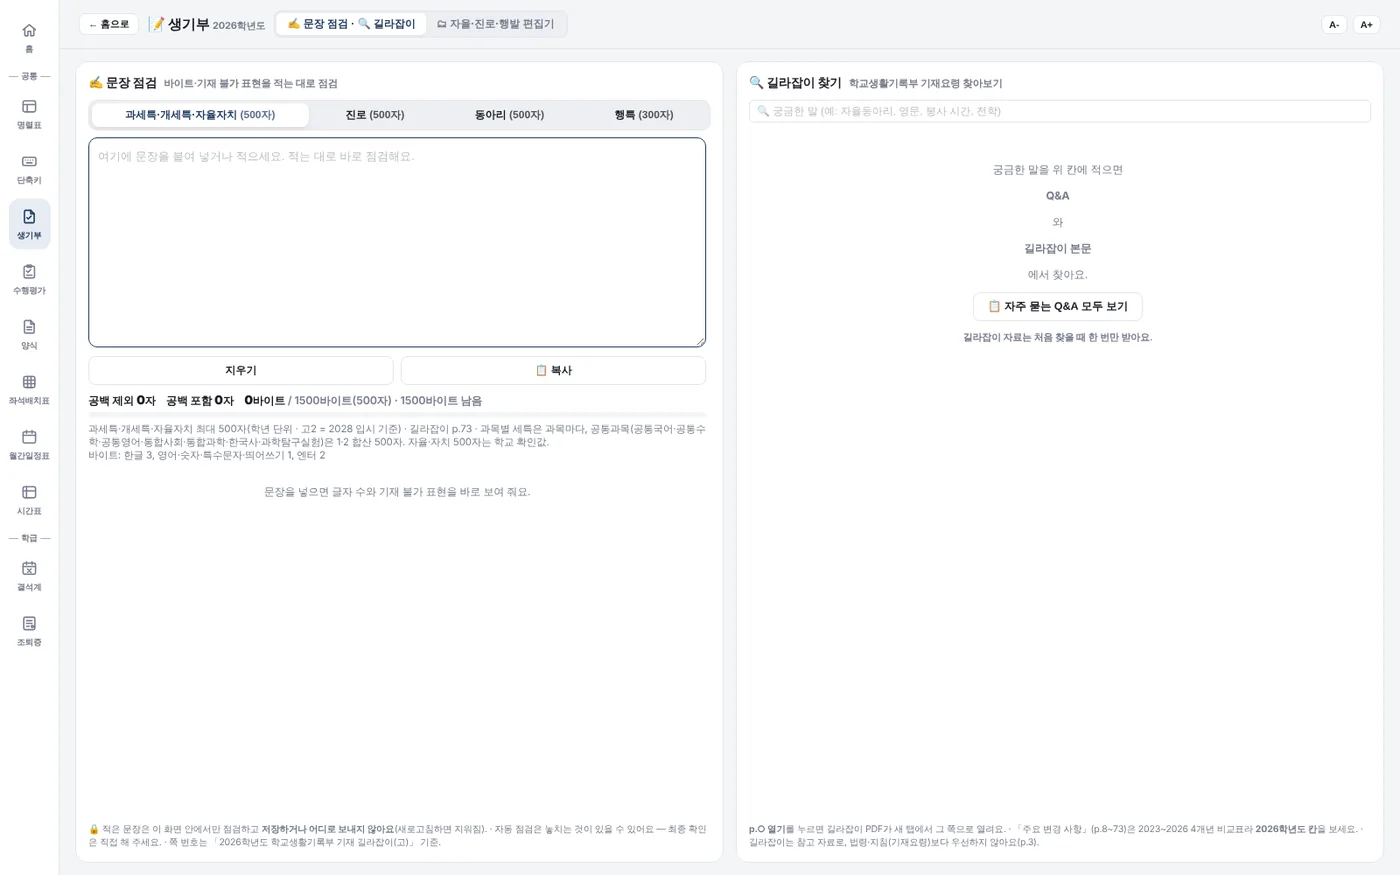 홈
공통
명렬표
단축키
생기부
수행평가
양식
좌석배치표
월간일정표
시간표
학급
결석계
조퇴증
← 홈으로
📝 생기부 2026학년도
✍️ 문장 점검 · 🔍 길라잡이
🗂 자율·진로·행발 편집기
A-
A+
✍️ 문장 점검 바이트·기재 불가 표현을 적는 대로 점검
과세특·개세특·자율자치 (500자)
진로 (500자)
동아리 (500자)
행특 (300자)
여기에 문장을 붙여 넣거나 적으세요. 적는 대로 바로 점검해요.
지우기
📋 복사
공백 제외 0자 공백 포함 0자 0바이트 / 1500바이트(500자) · 1500바이트 남음
과세특·개세특·자율자치 최대 500자(학년 단위 · 고2 = 2028 입시 기준) · 길라잡이 p.73 · 과목별 세특은 과목마다, 공통과목(공통국어·공통수
학·공통영어·통합사회·통합과학·한국사·과학탐구실험)은 1·2 합산 500자. 자율·자치 500자는 학교 확인값.
바이트: 한글 3, 영어·숫자·특수문자·띄어쓰기 1, 엔터 2
문장을 넣으면 글자 수와 기재 불가 표현을 바로 보여 줘요.
🔒 적은 문장은 이 화면 안에서만 점검하고 저장하거나 어디로 보내지 않아요(새로고침하면 지워짐). · 자동 점검은 놓치는 것이 있을 수 있어요 — 최종 확인
은 직접 해 주세요. · 쪽 번호는 「2026학년도 학교생활기록부 기재 길라잡이(고)」 기준.
🔍 길라잡이 찾기 학교생활기록부 기재요령 찾아보기
🔍 궁금한 말 (예: 자율동아리, 영문, 봉사 시간, 전학)
궁금한 말을 위 칸에 적으면
Q&A
와
길라잡이 본문
에서 찾아요.
📋 자주 묻는 Q&A 모두 보기
길라잡이 자료는 처음 찾을 때 한 번만 받아요.
p.○ 열기를 누르면 길라잡이 PDF가 새 탭에서 그 쪽으로 열려요. · 「주요 변경 사항」(p.8~73)은 2023~2026 4개년 비교표라 2026학년도 칸을 보세요. ·
길라잡이는 참고 자료로, 법령·지침(기재요령)보다 우선하지 않아요(p.3).